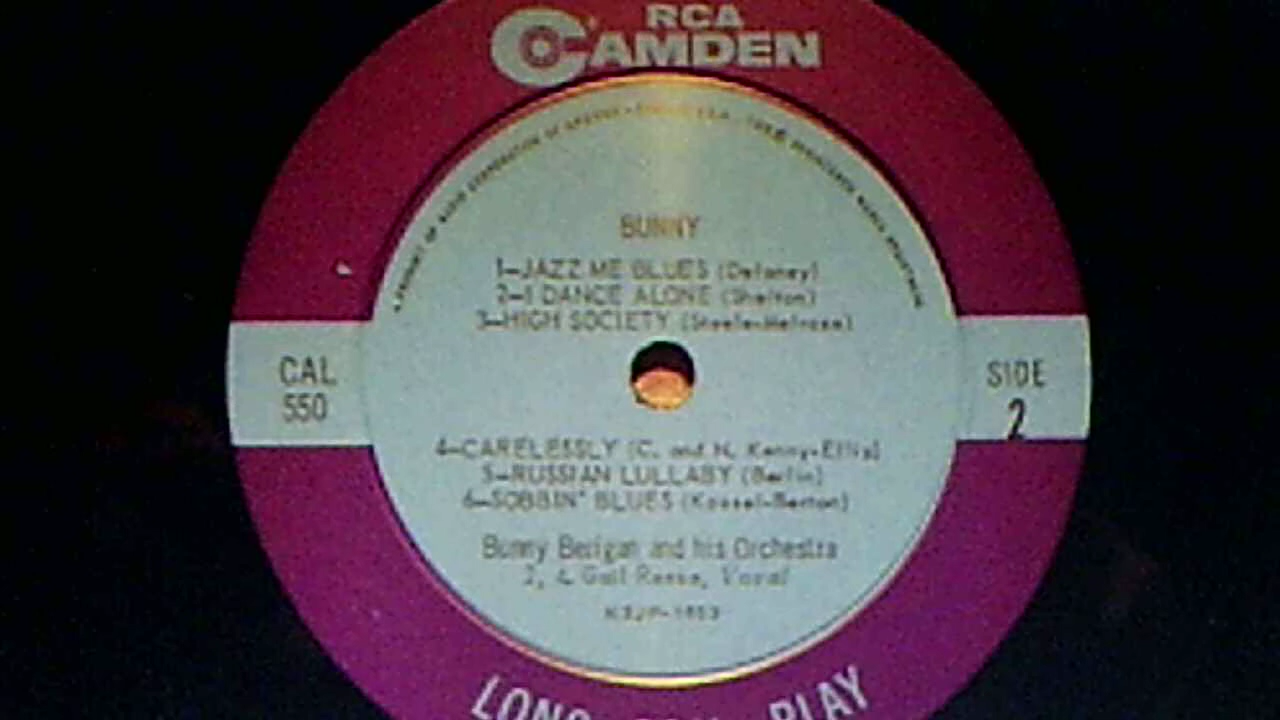 RCA
CAMDEN
BUNNY
1–JAZZ ME BLUES (Delaney)
2–I DANCE ALONE (Shelton)
3–HIGH SOCIETY (Steele-Melrose)
CAL
550
SIDE
2
4–CARELESSLY (C. and N. Kenny-Ellis)
5–RUSSIAN LULLABY (Berlin)
6–SOBBIN' BLUES (Kassel-Berton)
Bunny Berigan and his Orchestra
2, 4 Gail Reese, Vocal
LONG PLAY